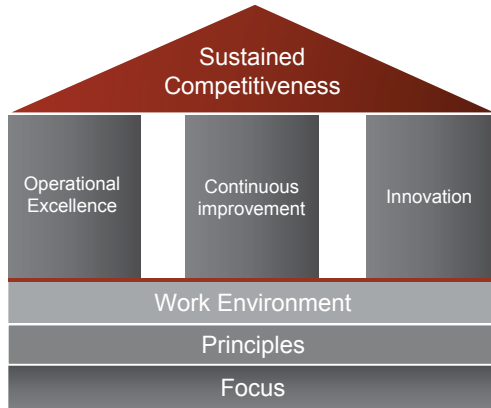 Sustained
Competitiveness
Operational
Excellence
Continuous
improvement
Innovation
Work Environment
Principles
Focus